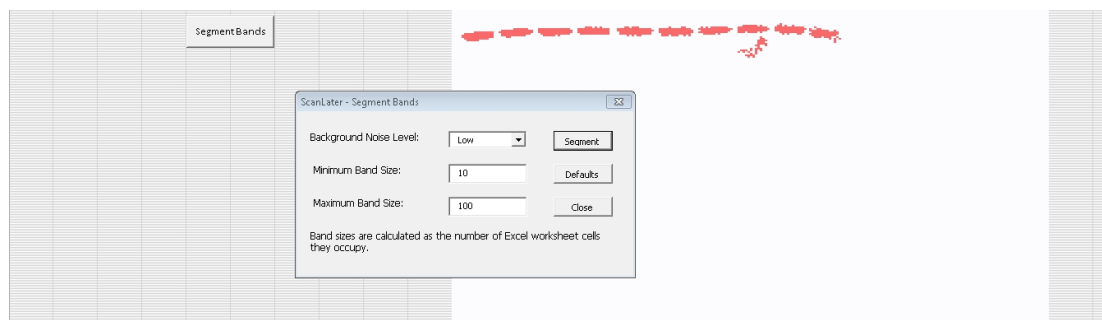 Segment Bands
ScanLater - Segment Bands
Background Noise Level:
Low
Segment
Minimum Band Size:
10
Defaults
Maximum Band Size:
100
Close
Band sizes are calculated as the number of Excel worksheet cells
they occupy.